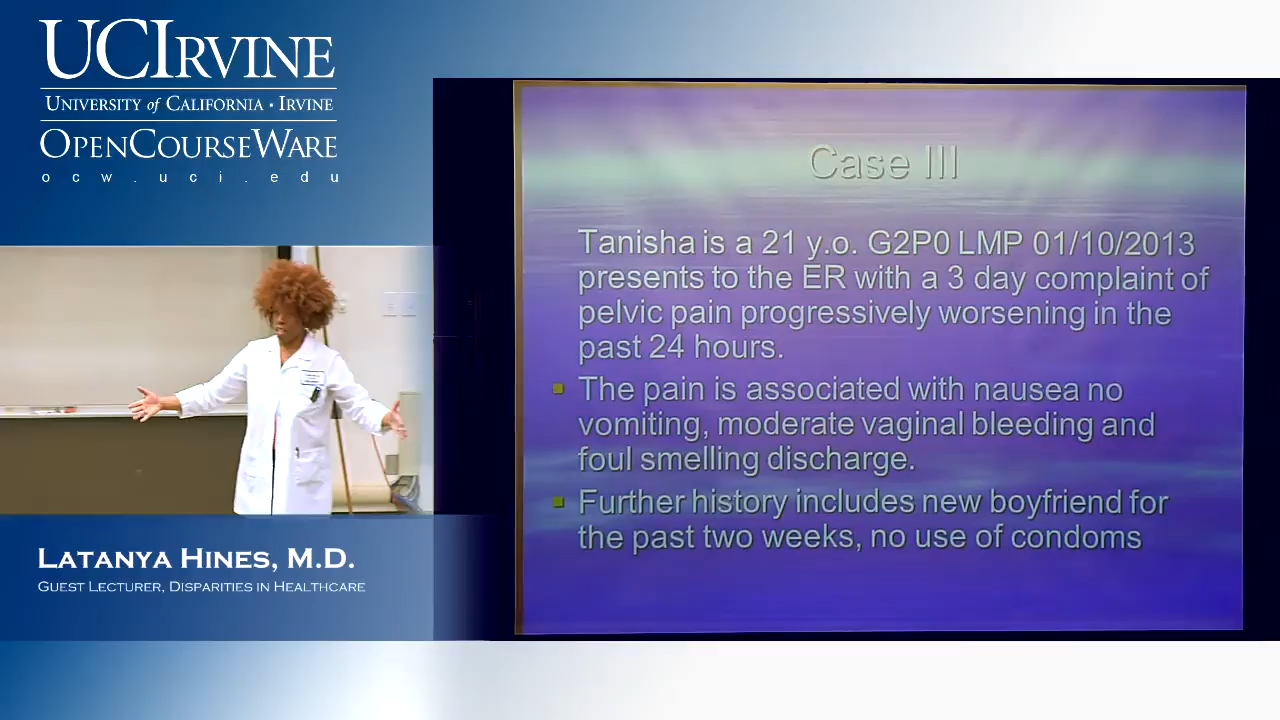 UCIRVINE
UNIVERSITY of CALIFORNIA · IRVINE
OPENCOURSEWARE
ocw.uci.edu
Case III
Tanisha is a 21 y.o. G2P0 LMP 01/10/2013
presents to the ER with a 3 day complaint of
pelvic pain progressively worsening in the
past 24 hours.
The pain is associated with nausea no
vomiting, moderate vaginal bleeding and
foul smelling discharge.
Further history includes new boyfriend for
the past two weeks, no use of condoms
LATANYA HINES, M.D.
GUEST LECTURER, DISPARITIES IN HEALTHCARE